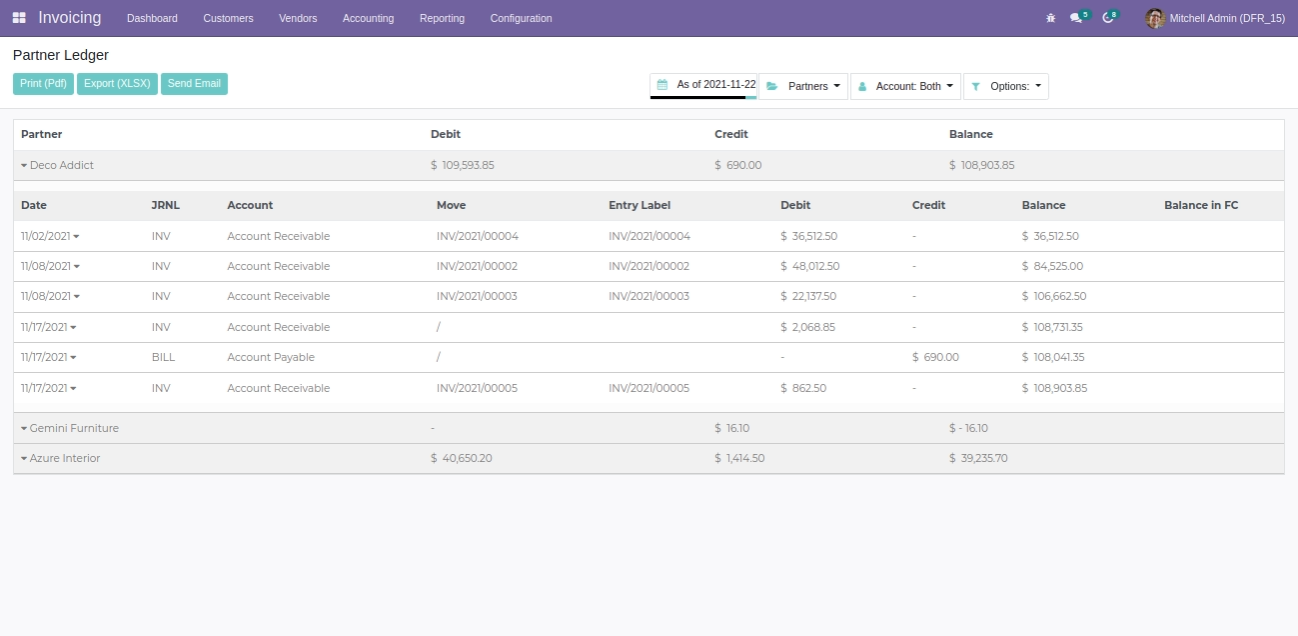 Invoicing Dashboard Customers Vendors Accounting Reporting Configuration 5 8 Mitchell Admin (DFR_15)
Partner Ledger
Print (Pdf) Export (XLSX) Send Email As of 2021-11-22 Partners Account: Both Options:
Partner Debit Credit Balance
Deco Addict $ 109,593.85 $ 690.00 $ 108,903.85
Date JRNL Account Move Entry Label Debit Credit Balance Balance in FC
11/02/2021 INV Account Receivable INV/2021/00004 INV/2021/00004 $ 36,512.50 - $ 36,512.50
11/08/2021 INV Account Receivable INV/2021/00002 INV/2021/00002 $ 48,012.50 - $ 84,525.00
11/08/2021 INV Account Receivable INV/2021/00003 INV/2021/00003 $ 22,137.50 - $ 106,662.50
11/17/2021 INV Account Receivable / $ 2,068.85 - $ 108,731.35
11/17/2021 BILL Account Payable / - $ 690.00 $ 108,041.35
11/17/2021 INV Account Receivable INV/2021/00005 INV/2021/00005 $ 862.50 - $ 108,903.85
Gemini Furniture - $ 16.10 $ - 16.10
Azure Interior $ 40,650.20 $ 1,414.50 $ 39,235.70